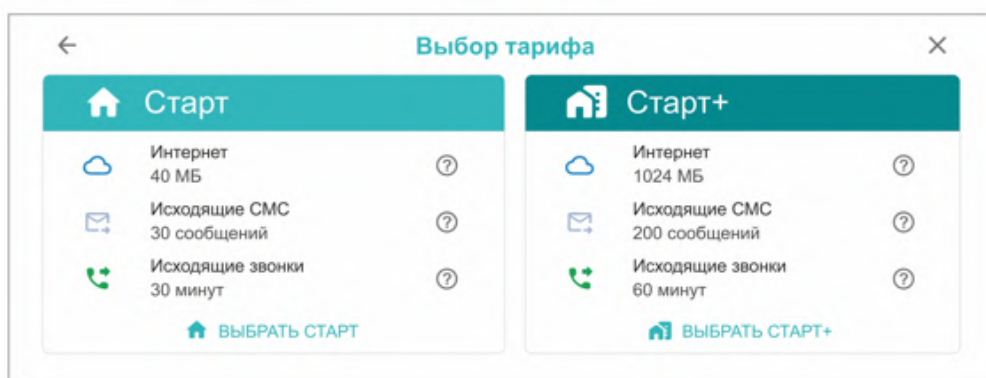 Выбор тарифа
Старт
Интернет
40 МБ
Исходящие СМС
30 сообщений
Исходящие звонки
30 минут
ВЫБРАТЬ СТАРТ
Старт+
Интернет
1024 МБ
Исходящие СМС
200 сообщений
Исходящие звонки
60 минут
ВЫБРАТЬ СТАРТ+